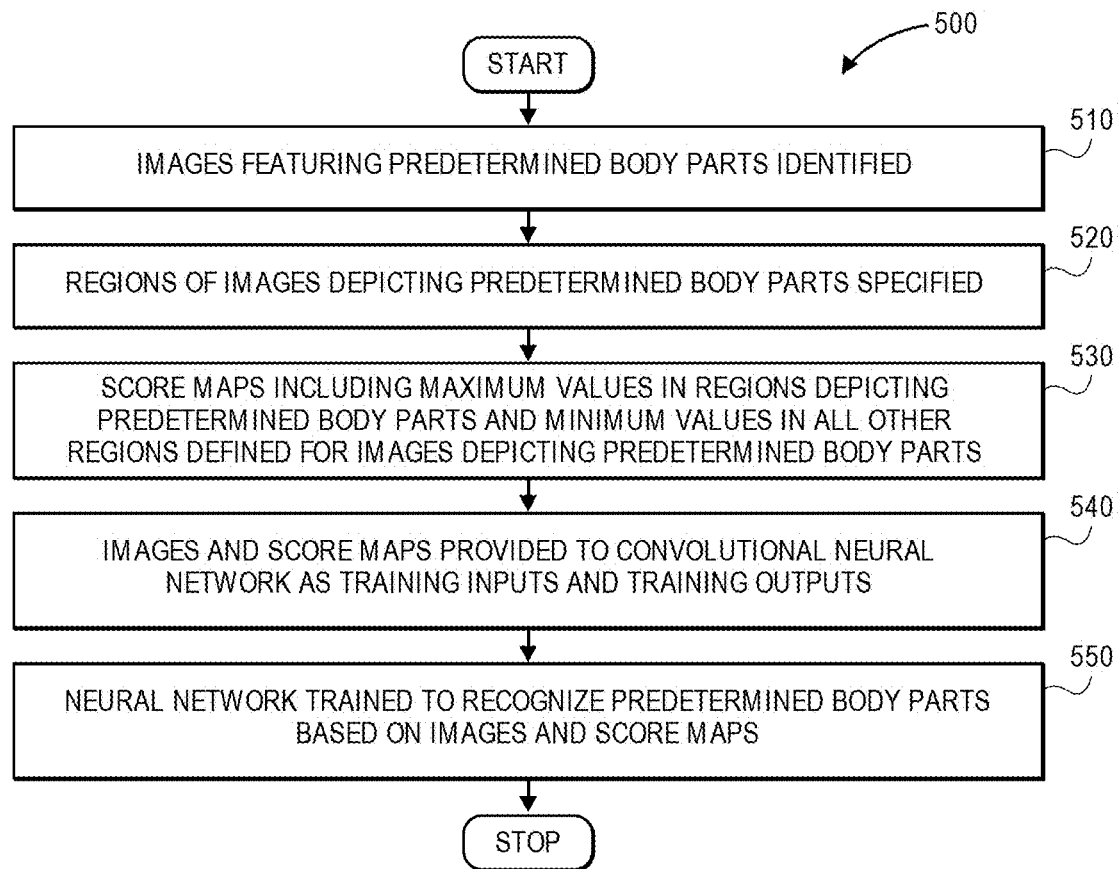 500
START
510
IMAGES FEATURING PREDETERMINED BODY PARTS IDENTIFIED
520
REGIONS OF IMAGES DEPICTING PREDETERMINED BODY PARTS SPECIFIED
530
SCORE MAPS INCLUDING MAXIMUM VALUES IN REGIONS DEPICTING
PREDETERMINED BODY PARTS AND MINIMUM VALUES IN ALL OTHER
REGIONS DEFINED FOR IMAGES DEPICTING PREDETERMINED BODY PARTS
540
IMAGES AND SCORE MAPS PROVIDED TO CONVOLUTIONAL NEURAL
NETWORK AS TRAINING INPUTS AND TRAINING OUTPUTS
550
NEURAL NETWORK TRAINED TO RECOGNIZE PREDETERMINED BODY PARTS
BASED ON IMAGES AND SCORE MAPS
STOP